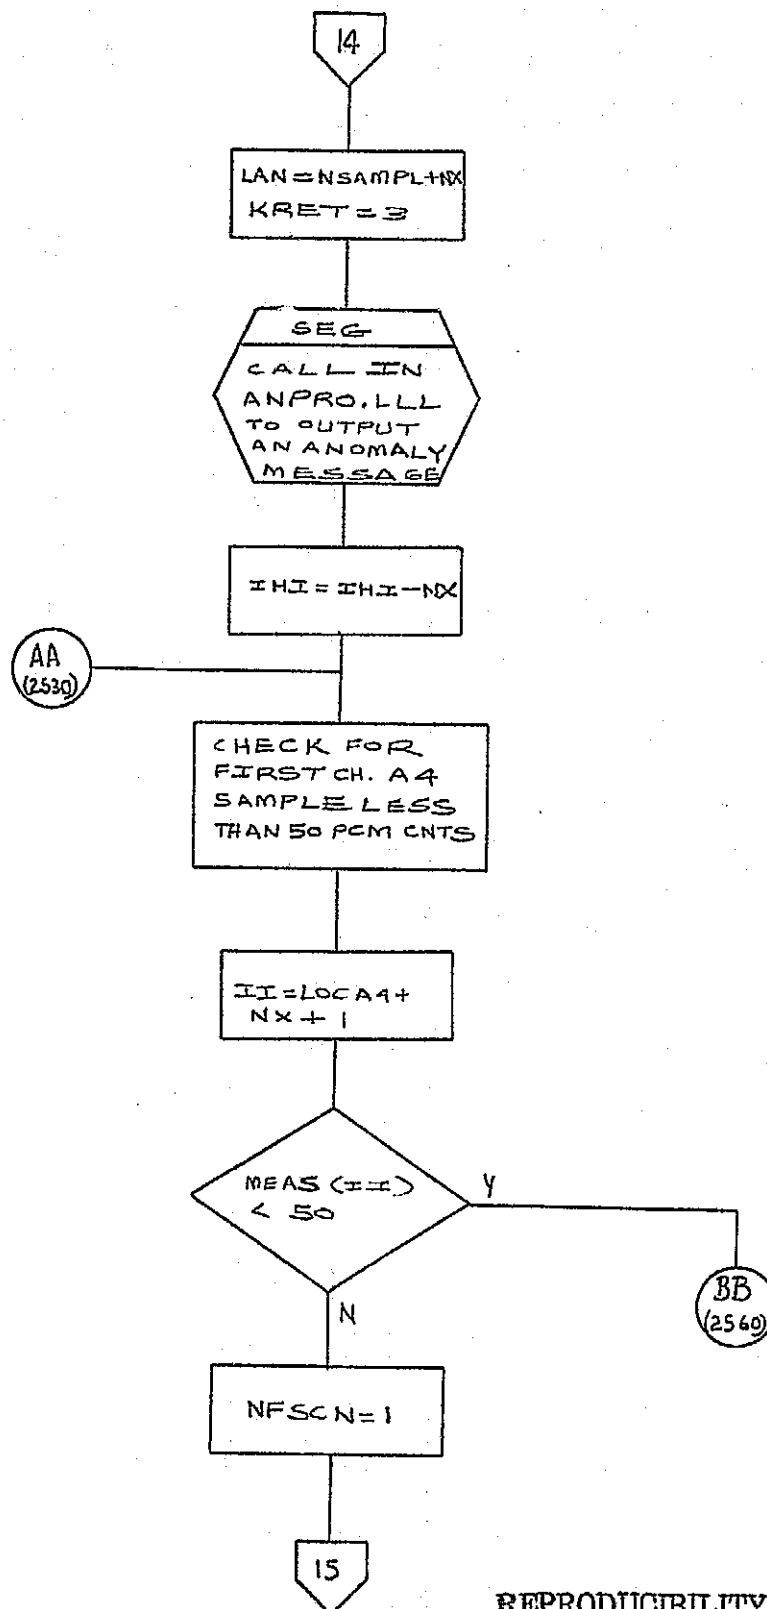 14
LAN=NSAMPL+NX
KRET=3
SEG
CALL IN
ANPRO.LLL
TO OUTPUT
AN ANOMALY
MESSAGE
IHI=IHI-NX
AA
(2530)
CHECK FOR
FIRST CH. A4
SAMPLE LESS
THAN 50 PCM CNTS
II=LOCA4+
NX+1
MEAS(II)
< 50
Y
BB
(2560)
N
NFSCN=1
15
REPRODUCIBILITY